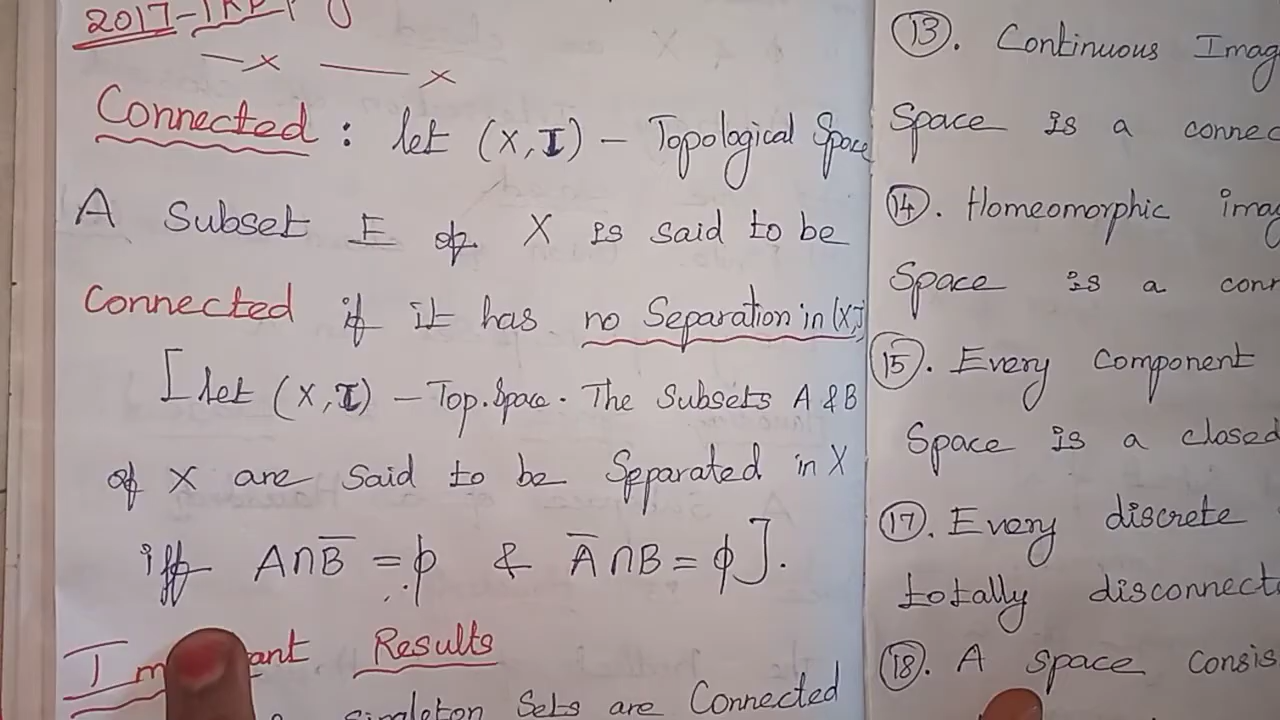 2017-TRB
Connected : let (X, I) - Topological Space
A Subset E of X is said to be
Connected if it has no Separation in (X,
[let (X, I) - Top. Space. The Subsets A & B
of X are said to be Separated in X
iff A∩B̅ = φ & A̅∩B = φ].
Results
singleton Sets are Connected
13. Continuous Imag
Space is a connec
14. Homeomorphic imag
Space is a conn
15. Every Component
Space is a closed
17. Every discrete
totally disconnect
18. A space consis